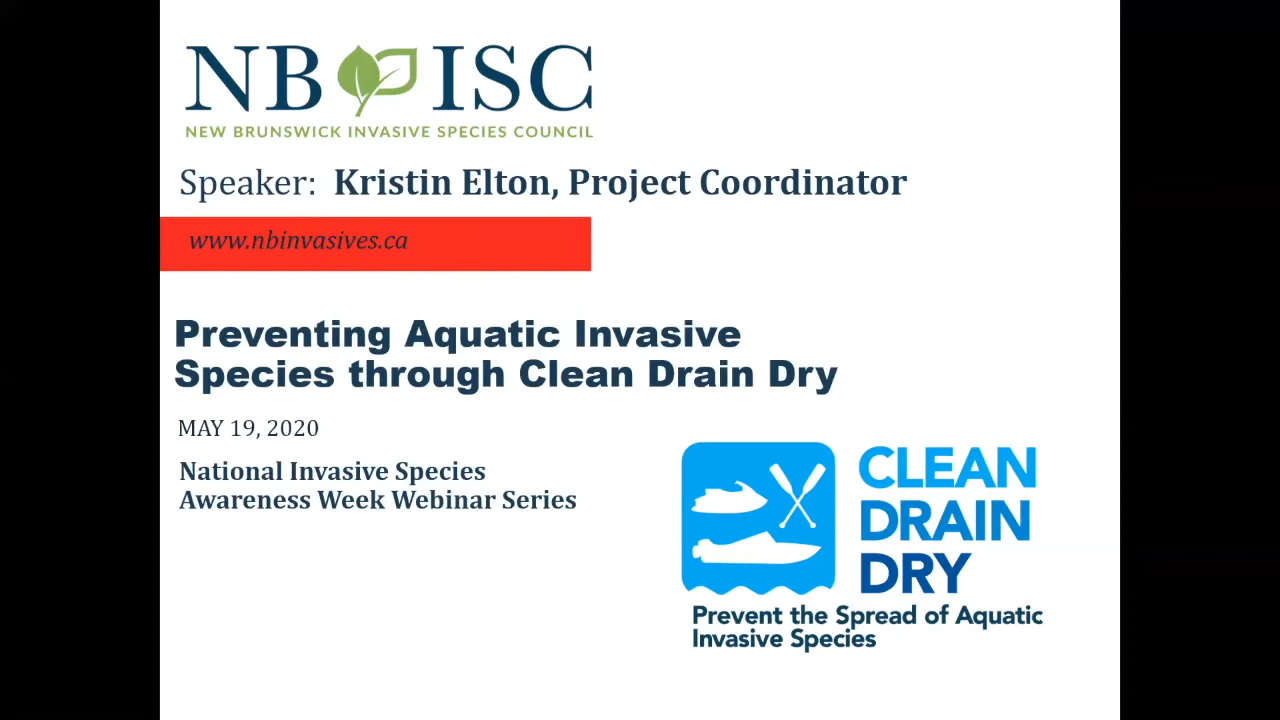 NB ISC
NEW BRUNSWICK INVASIVE SPECIES COUNCIL
Speaker: Kristin Elton, Project Coordinator
www.nbinvasives.ca
Preventing Aquatic Invasive
Species through Clean Drain Dry
MAY 19, 2020
National Invasive Species
Awareness Week Webinar Series
CLEAN
DRAIN
DRY
Prevent the Spread of Aquatic
Invasive Species